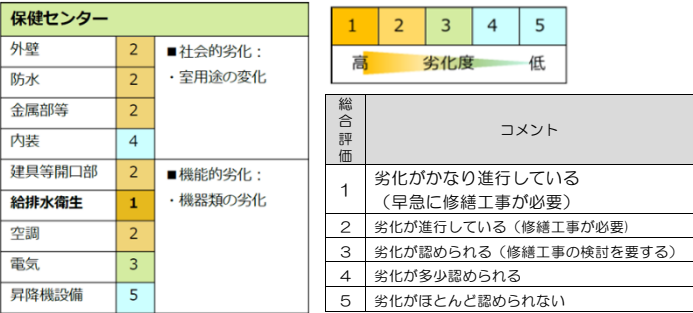 保健センター
外壁 2 ■社会的劣化：
防水 2 ・室用途の変化
金属部等 2
内装 4
建具等開口部 2 ■機能的劣化：
給排水衛生 1 ・機器類の劣化
空調 2
電気 3
昇降機設備 5
1 2 3 4 5
高 劣化度 低
総合評価 コメント
1 劣化がかなり進行している
（早急に修繕工事が必要）
2 劣化が進行している（修繕工事が必要）
3 劣化が認められる（修繕工事の検討を要する）
4 劣化が多少認められる
5 劣化がほとんど認められない